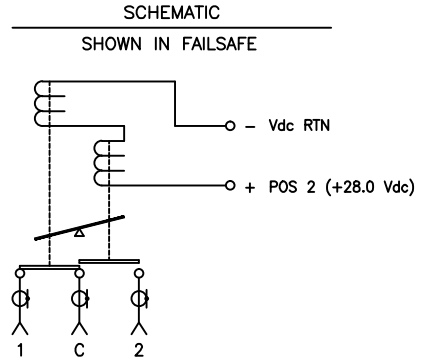 SCHEMATIC
SHOWN IN FAILSAFE
− Vdc RTN
+ POS 2 (+28.0 Vdc)
1 C 2